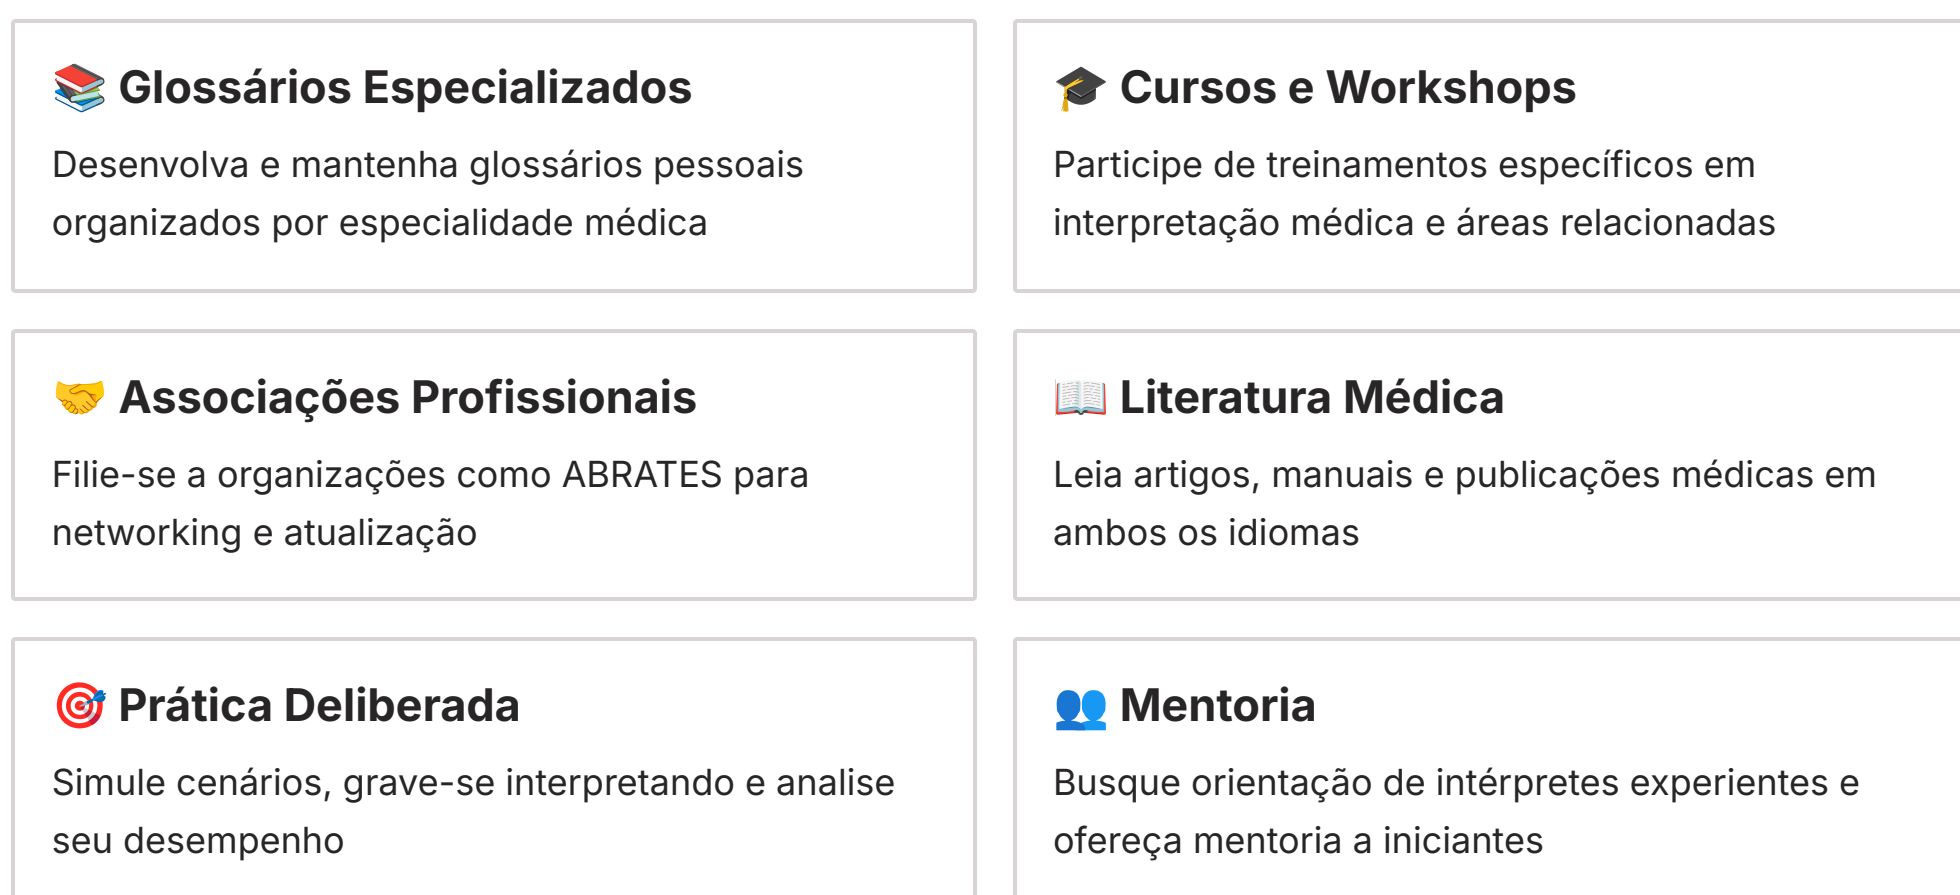 Glossários Especializados
Desenvolva e mantenha glossários pessoais
organizados por especialidade médica
Cursos e Workshops
Participe de treinamentos específicos em
interpretação médica e áreas relacionadas
Associações Profissionais
Filie-se a organizações como ABRATES para
networking e atualização
Literatura Médica
Leia artigos, manuais e publicações médicas em
ambos os idiomas
Prática Deliberada
Simule cenários, grave-se interpretando e analise
seu desempenho
Mentoria
Busque orientação de intérpretes experientes e
ofereça mentoria a iniciantes